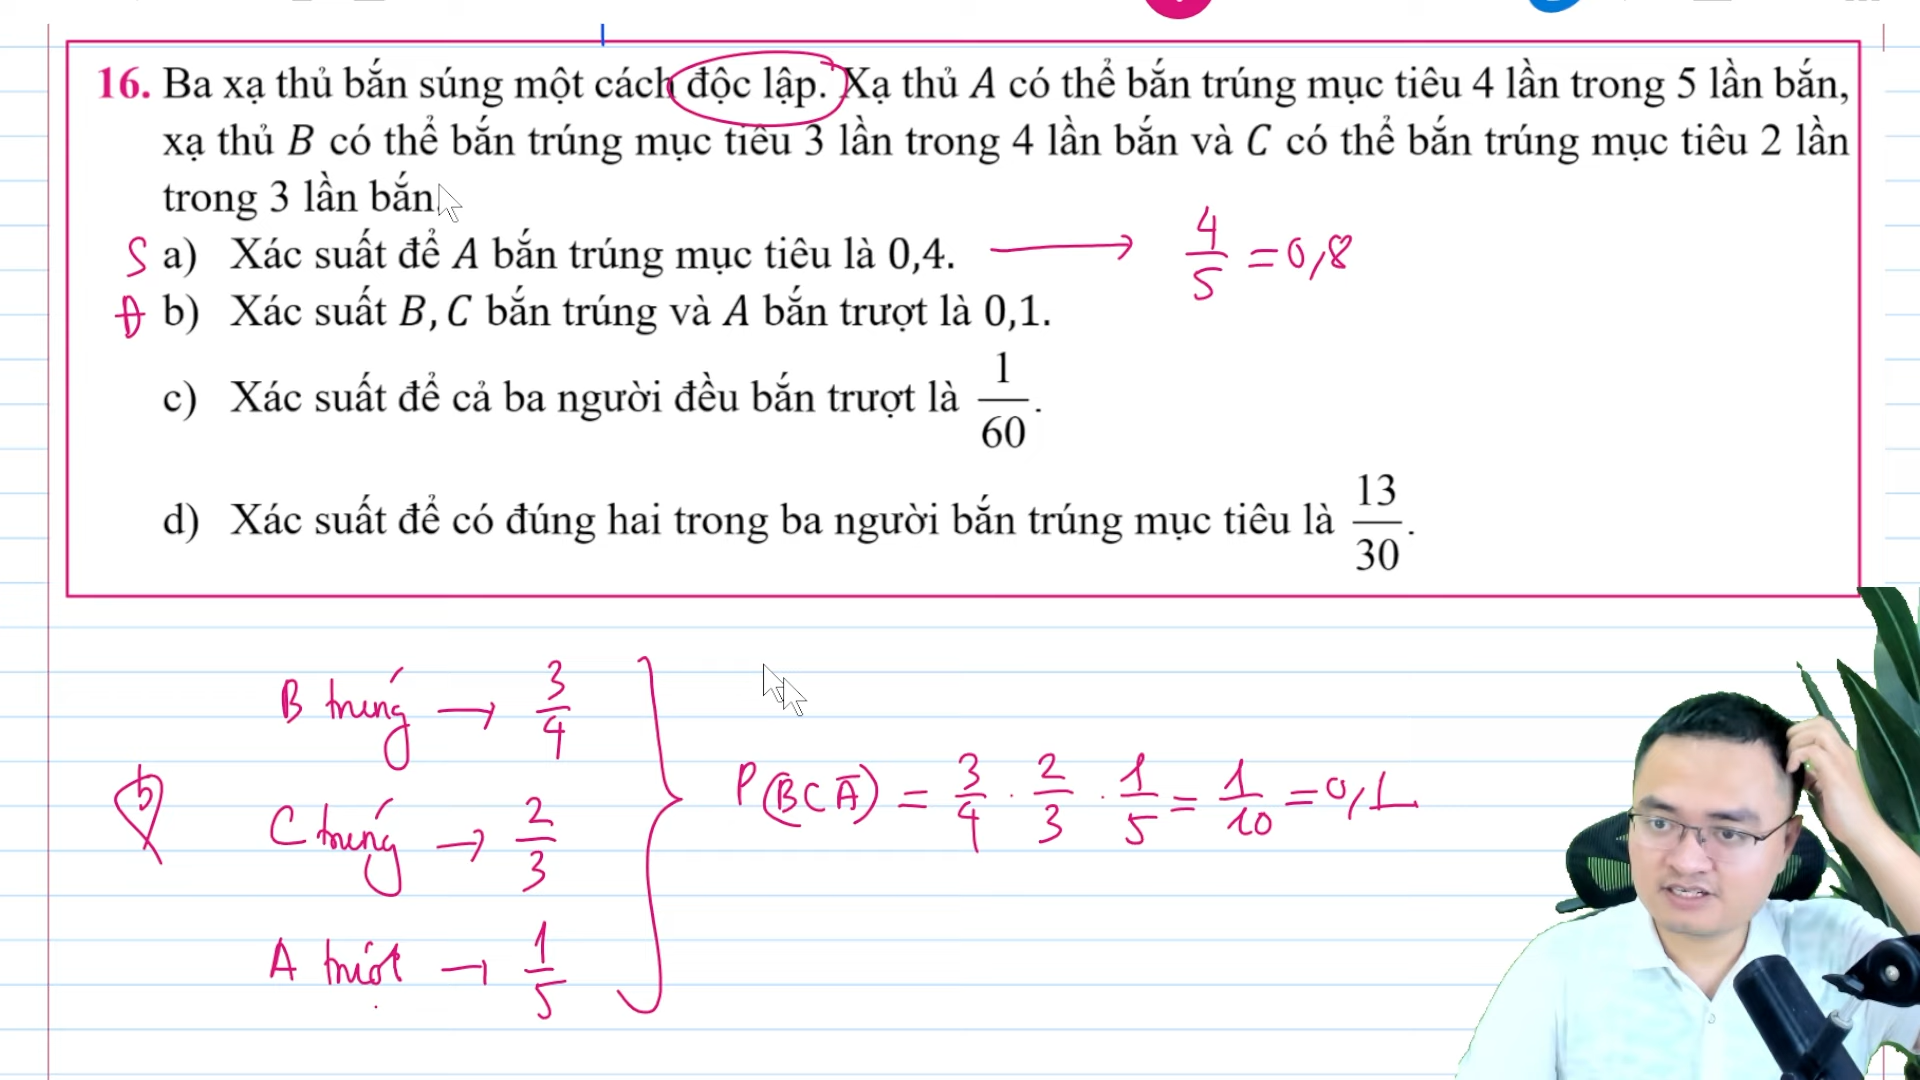 16. Ba xạ thủ bắn súng một cách độc lập. Xạ thủ A có thể bắn trúng mục tiêu 4 lần trong 5 lần bắn,
xạ thủ B có thể bắn trúng mục tiêu 3 lần trong 4 lần bắn và C có thể bắn trúng mục tiêu 2 lần
trong 3 lần bắn.
S a) Xác suất để A bắn trúng mục tiêu là 0,4. → 4/5 = 0,8
Đ b) Xác suất B, C bắn trúng và A bắn trượt là 0,1.
c) Xác suất để cả ba người đều bắn trượt là 1/60.
d) Xác suất để có đúng hai trong ba người bắn trúng mục tiêu là 13/30.
B trúng → 3/4
b) C trúng → 2/3
A trượt → 1/5
P(BCA̅) = 3/4 . 2/3 . 1/5 = 1/10 = 0,1